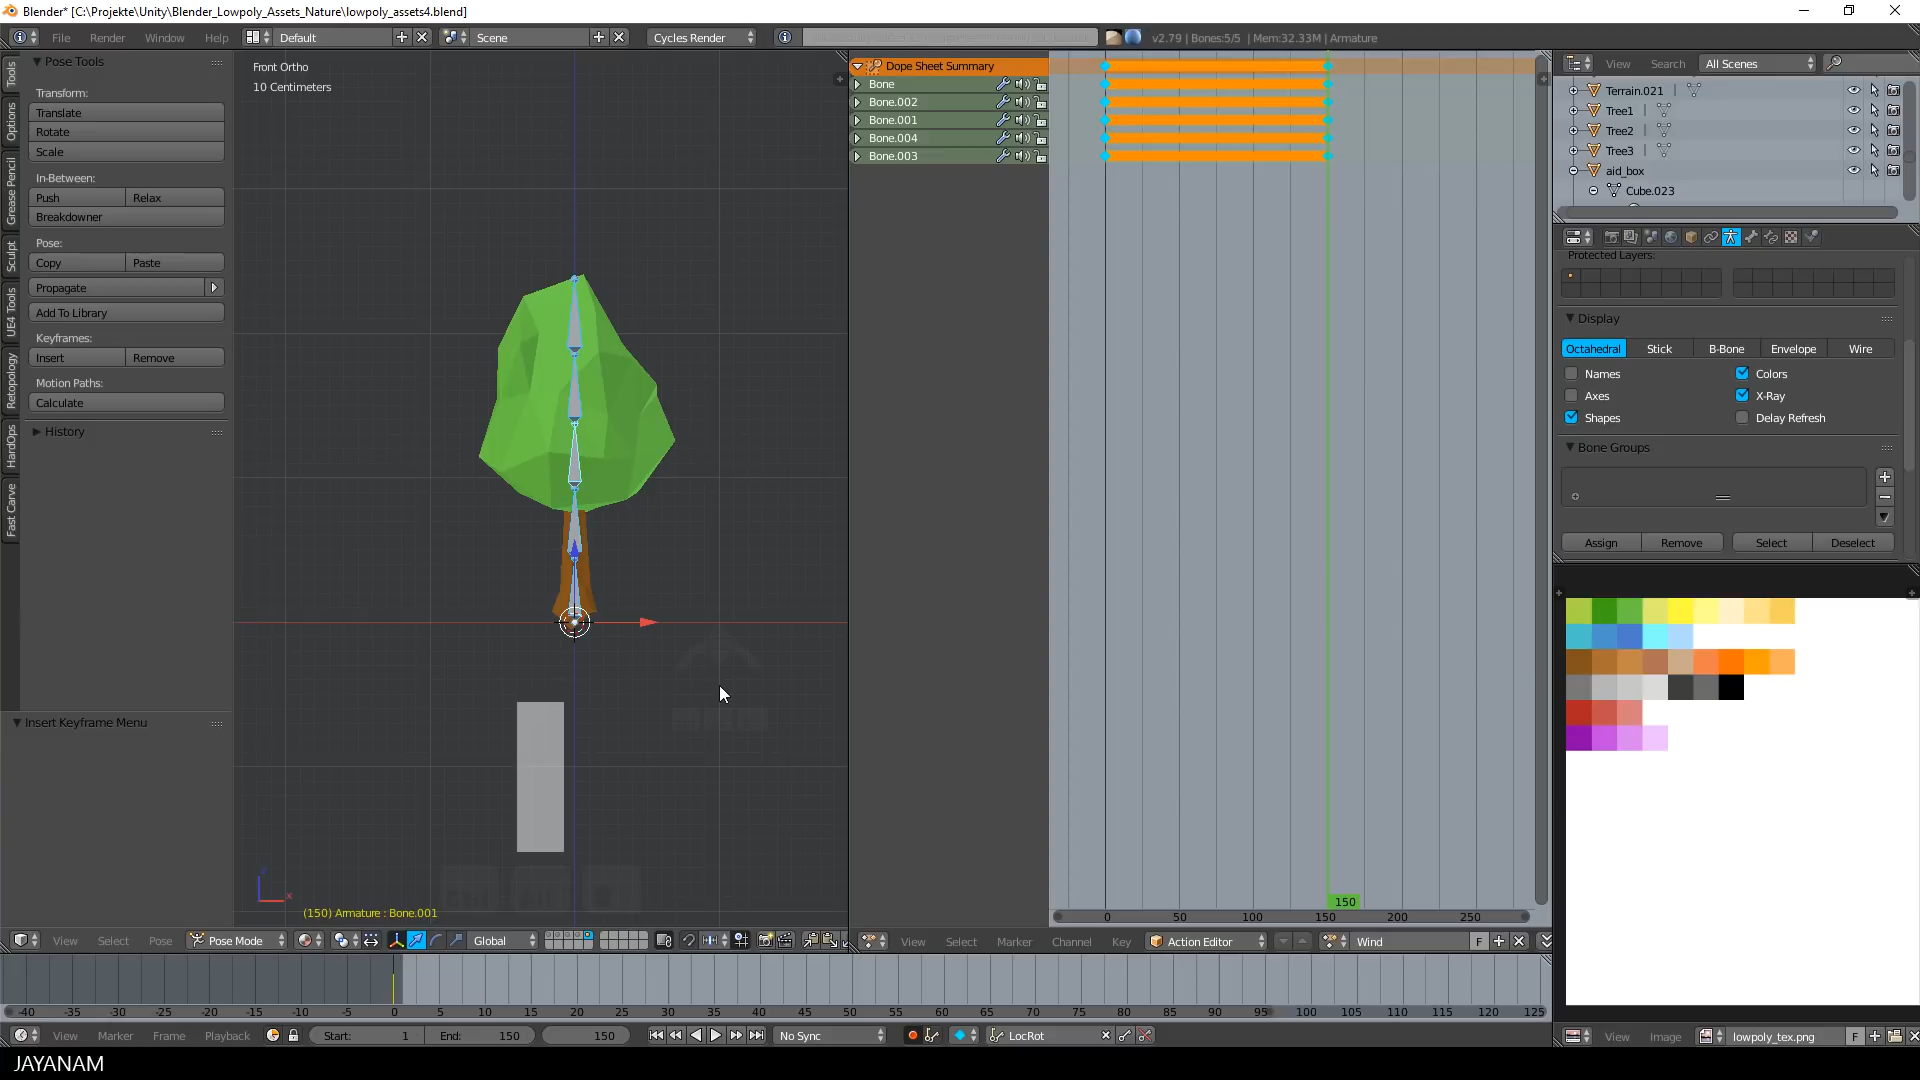 Blender* [C:\Projekte\Unity\Blender_Lowpoly_Assets_Nature\lowpoly_assets4.blend]
File Render Window Help Default Scene Cycles Render v2.79 | Bones:5/5 | Mem:32.33M | Armature
Tools
Options
Grease Pencil
Sculpt
UE4 Tools
Retopology
HardOps
Fast Carve
Pose Tools
Transform:
Translate
Rotate
Scale
In-Between:
Push Relax
Breakdowner
Pose:
Copy Paste
Propagate
Add To Library
Keyframes:
Insert Remove
Motion Paths:
Calculate
History
Insert Keyframe Menu
Front Ortho
10 Centimeters
(150) Armature : Bone.001
View Select Pose Pose Mode Global
Dope Sheet Summary
Bone
Bone.002
Bone.001
Bone.004
Bone.003
150
0 50 100 150 200 250
View Select Marker Channel Key Action Editor Wind F
View Search All Scenes
Terrain.021
Tree1
Tree2
Tree3
aid_box
Cube.023
Protected Layers:
Display
Octahedral Stick B-Bone Envelope Wire
Names Colors
Axes X-Ray
Shapes Delay Refresh
Bone Groups
Assign Remove Select Deselect
View Image lowpoly_tex.png F
-40 -35 -30 -25 -20 -15 -10 -5 0 5 10 15 20 25 30 35 40 45 50 55 60 65 70 75 80 85 90 95 100 105 110 115 120 125
View Marker Frame Playback Start: 1 End: 150 150 No Sync LocRot
JAYANAM